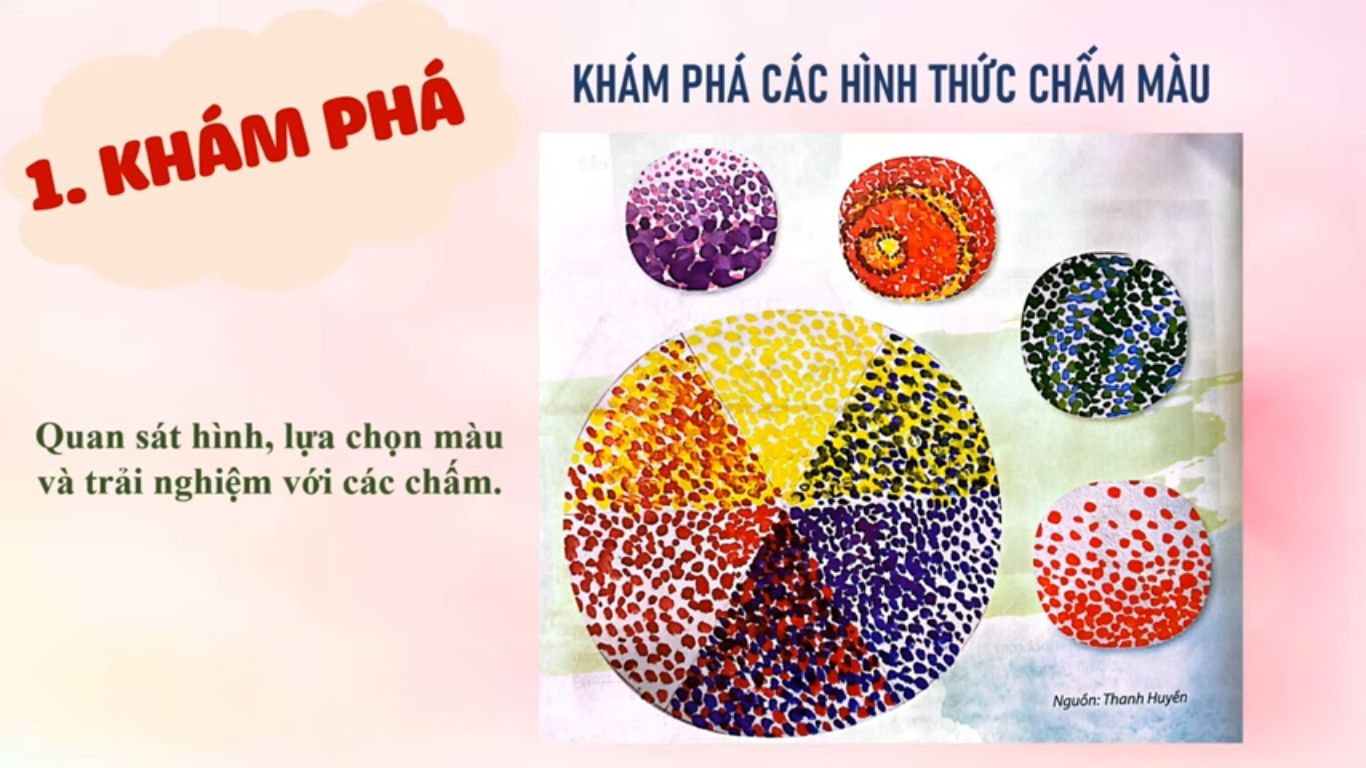 1. KHÁM PHÁ
KHÁM PHÁ CÁC HÌNH THỨC CHẤM MÀU
Quan sát hình, lựa chọn màu
và trải nghiệm với các chấm.
Nguồn: Thanh Huyền